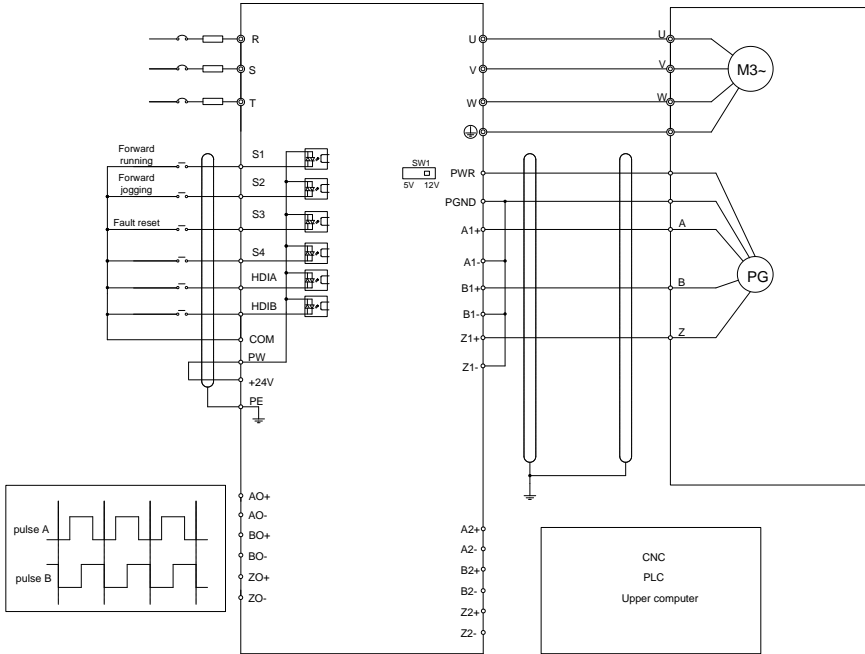 R
S
T
U
V
W
U
V
W
M3~
Forward
running
Forward
jogging
Fault reset
S1
S2
S3
S4
HDIA
HDIB
COM
PW
+24V
PE
SW1
5V 12V
PWR
PGND
A1+
A1-
B1+
B1-
Z1+
Z1-
A
B
Z
PG
pulse A
pulse B
AO+
AO-
BO+
BO-
ZO+
ZO-
A2+
A2-
B2+
B2-
Z2+
Z2-
CNC
PLC
Upper computer